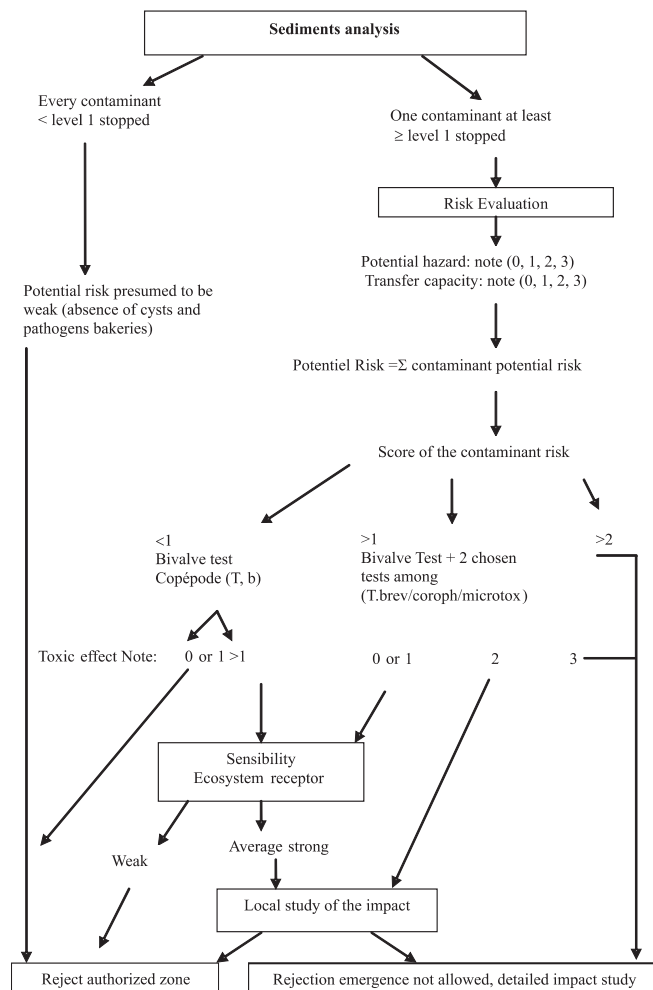 Sediments analysis
Every contaminant
< level 1 stopped
One contaminant at least
≥ level 1 stopped
Risk Evaluation
Potential hazard: note (0, 1, 2, 3)
Transfer capacity: note (0, 1, 2, 3)
Potential risk presumed to be
weak (absence of cysts and
pathogens bakeries)
Potentiel Risk =Σ contaminant potential risk
Score of the contaminant risk
<1
Bivalve test
Copépode (T, b)
>1
Bivalve Test + 2 chosen
tests among
(T.brev/coroph/microtox)
>2
Toxic effect Note: 0 or 1 >1
0 or 1
2
3
Sensibility
Ecosystem receptor
Weak
Average strong
Local study of the impact
Reject authorized zone
Rejection emergence not allowed, detailed impact study